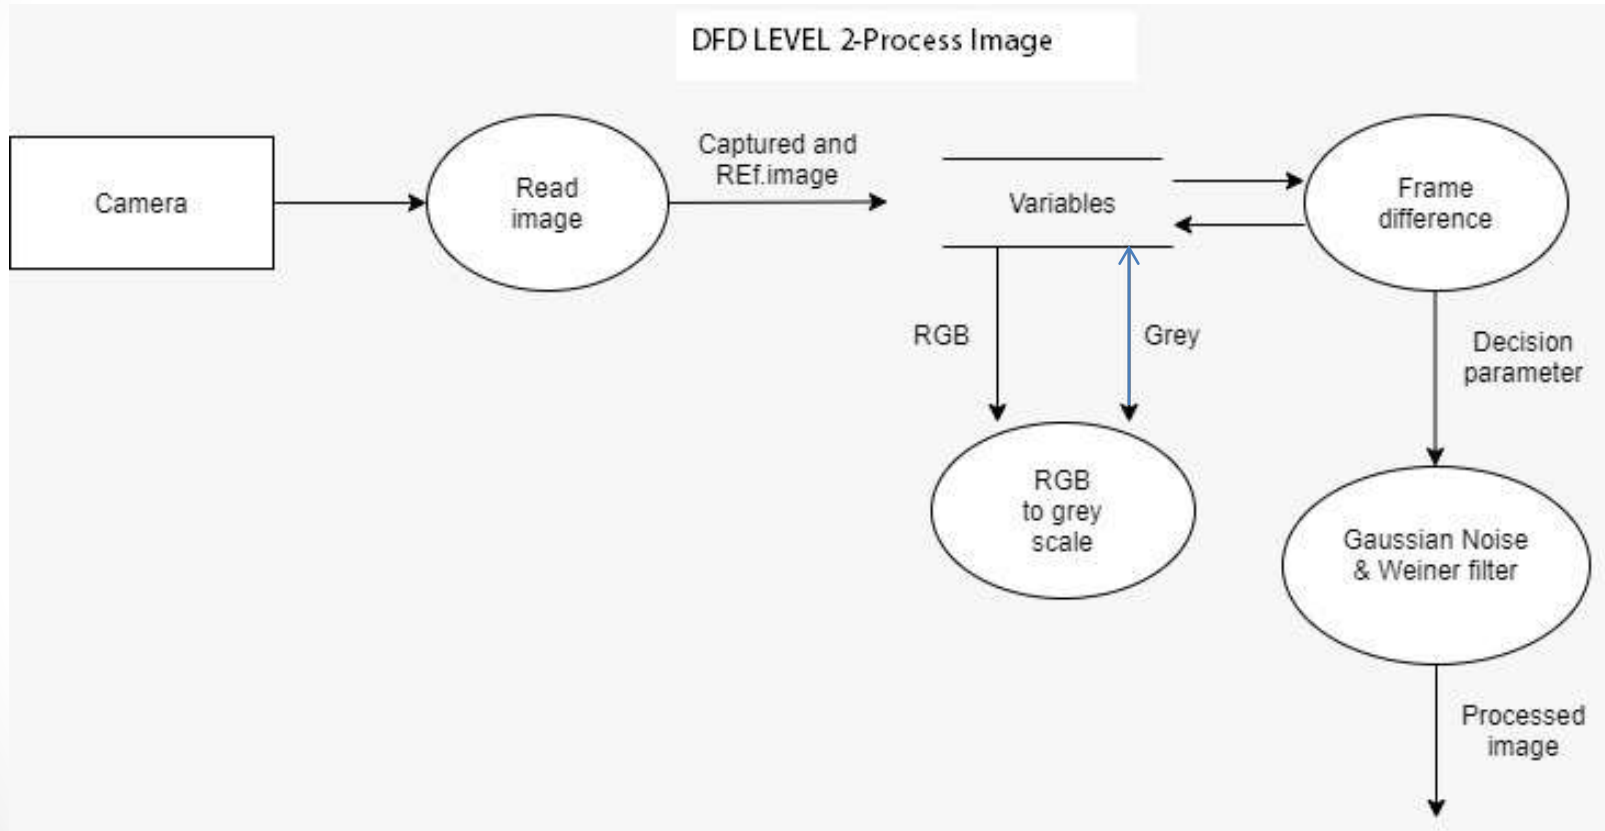 DFD LEVEL 2-Process Image
Camera
Read
image
Captured and
REf.image
Variables
Frame
difference
RGB
Grey
Decision
parameter
RGB
to grey
scale
Gaussian Noise
& Weiner filter
Processed
image